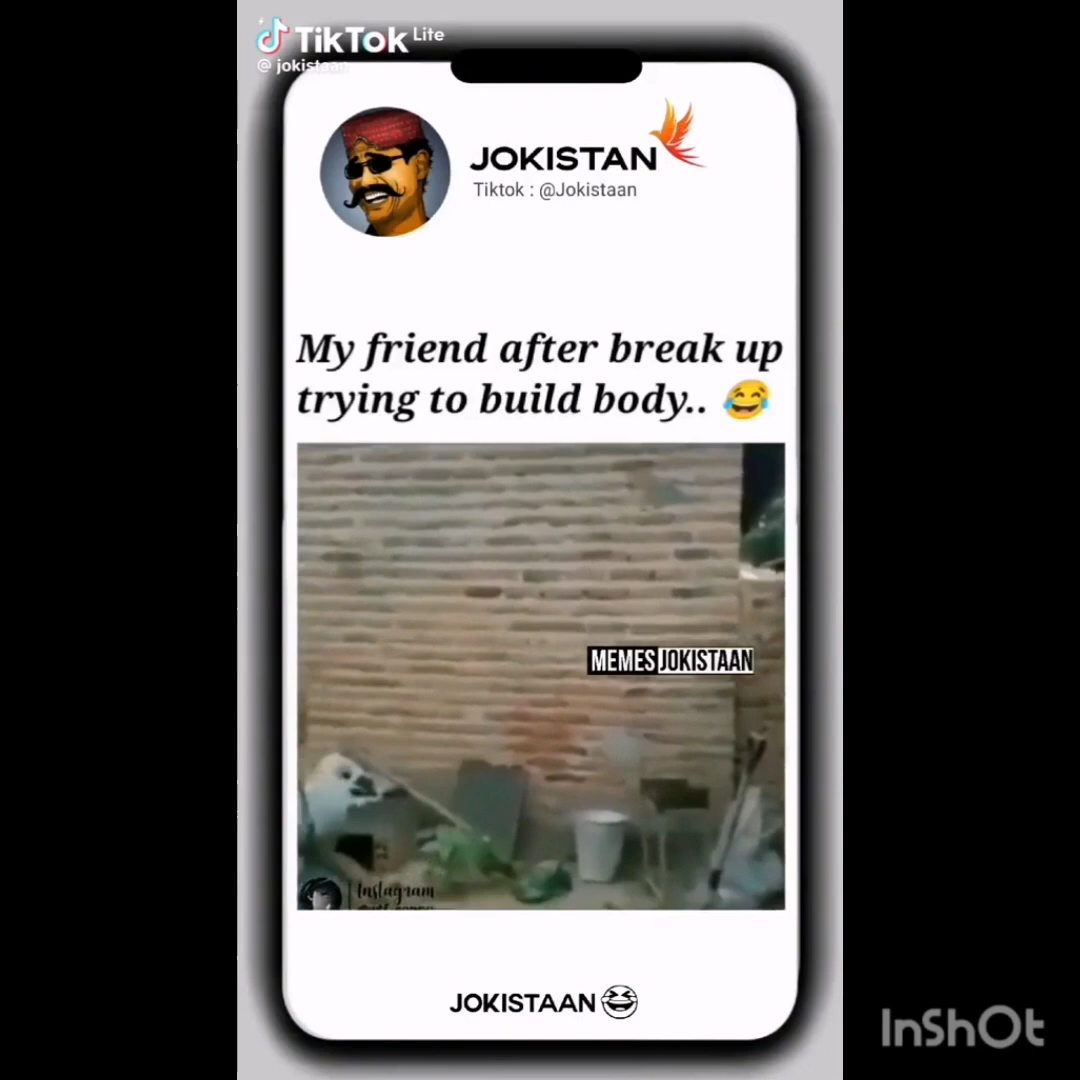 TikTok Lite
@jokistaan
JOKISTAN
Tiktok : @Jokistaan
My friend after break up
trying to build body.. 😂
MEMES JOKISTAAN
Instagram
JOKISTAAN
InShOt